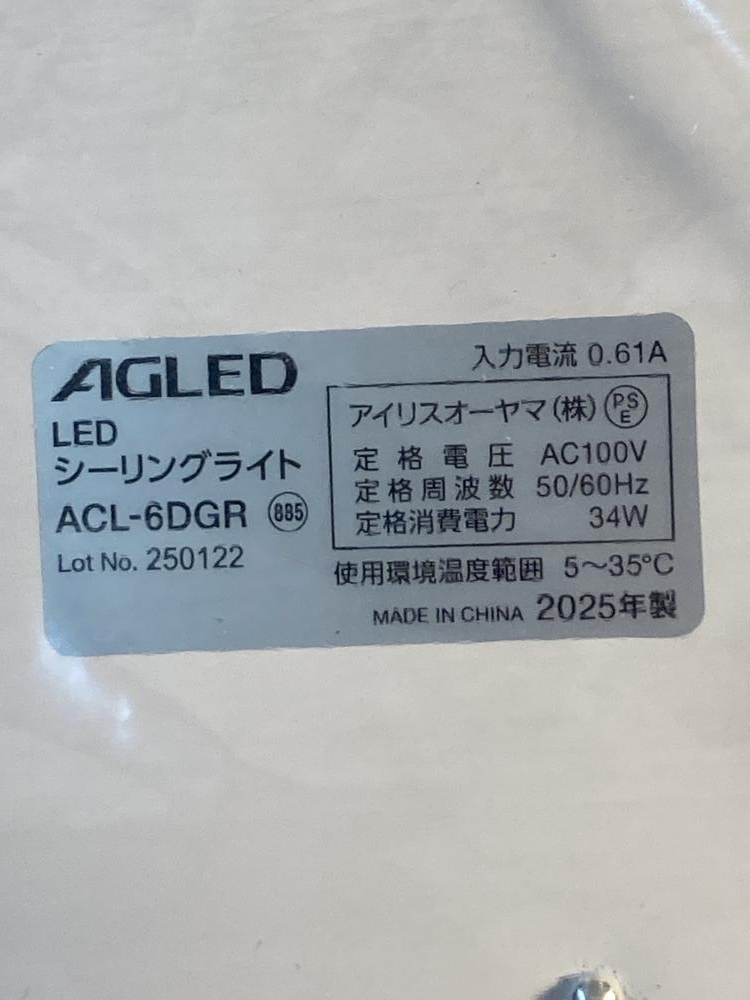 AGLED
LED
シーリングライト
ACL-6DGR 885
Lot No. 250122
入力電流 0.61A
アイリスオーヤマ(株) PSE
定格電圧 AC100V
定格周波数 50/60Hz
定格消費電力 34W
使用環境温度範囲 5~35℃
MADE IN CHINA 2025年製